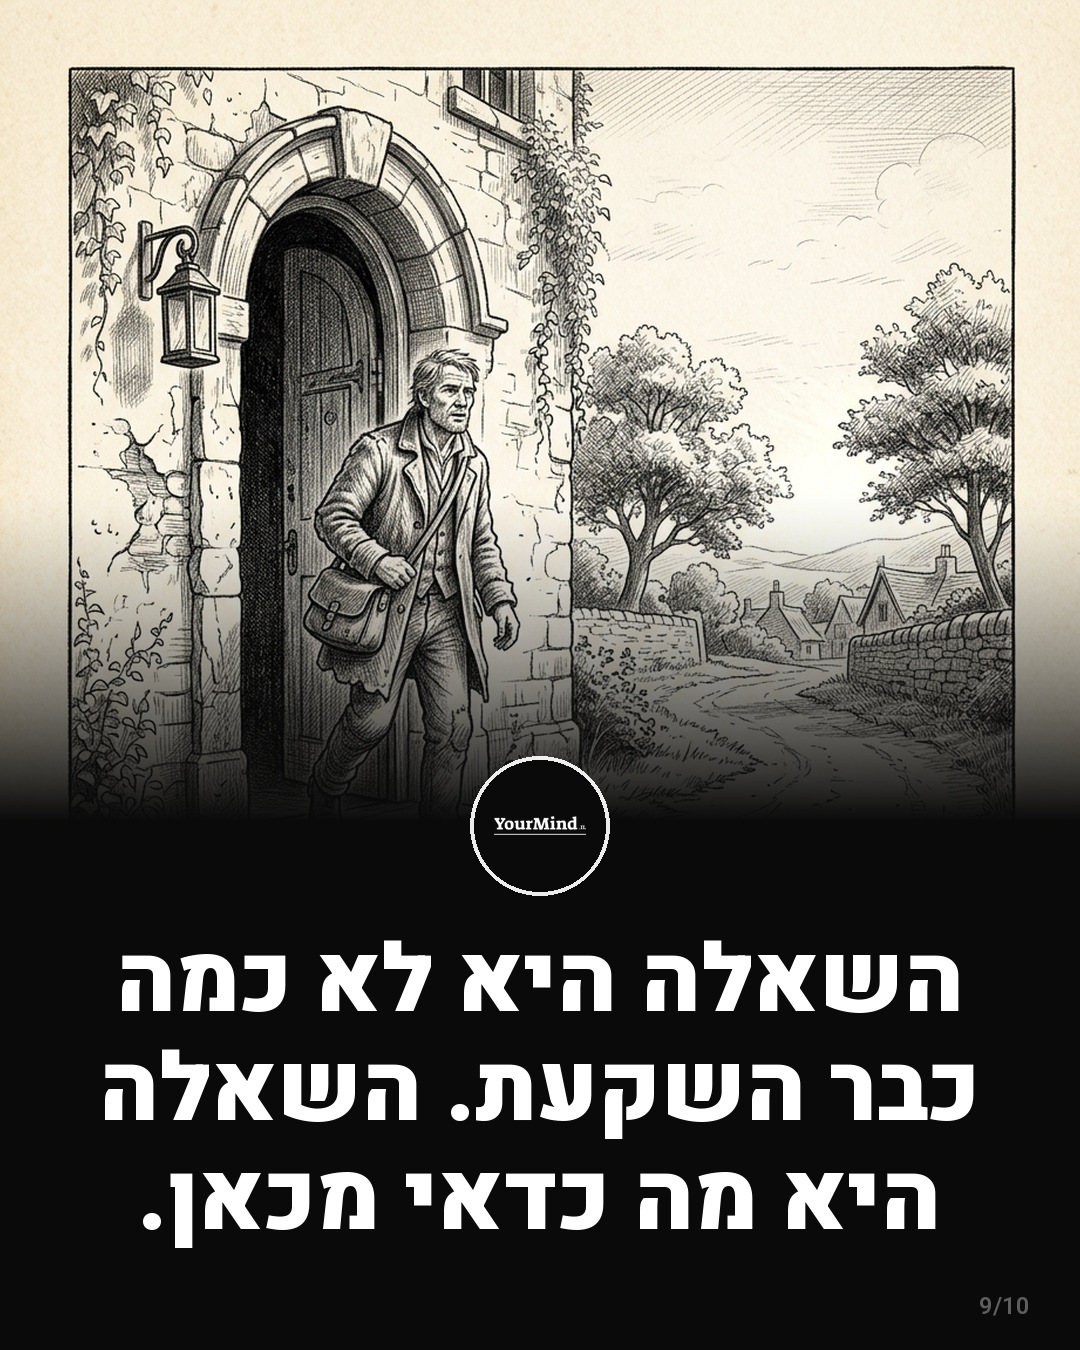 YourMind
השאלה היא לא כמה
כבר השקעת. השאלה
היא מה כדאי מכאן.
9/10